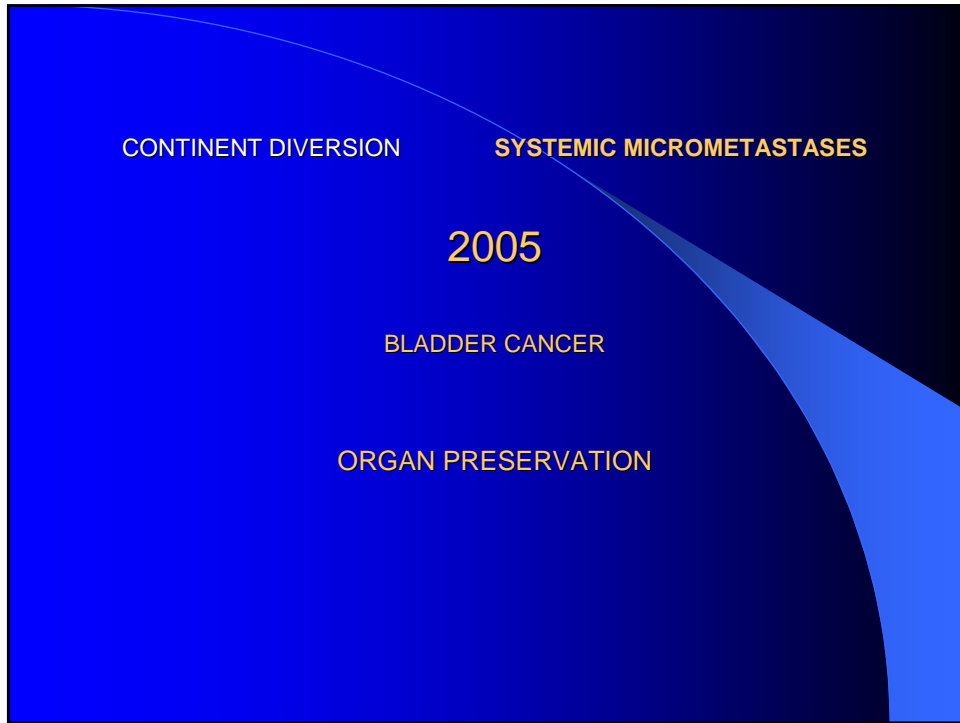 CONTINENT DIVERSION SYSTEMIC MICROMETASTASES
2005
BLADDER CANCER
ORGAN PRESERVATION